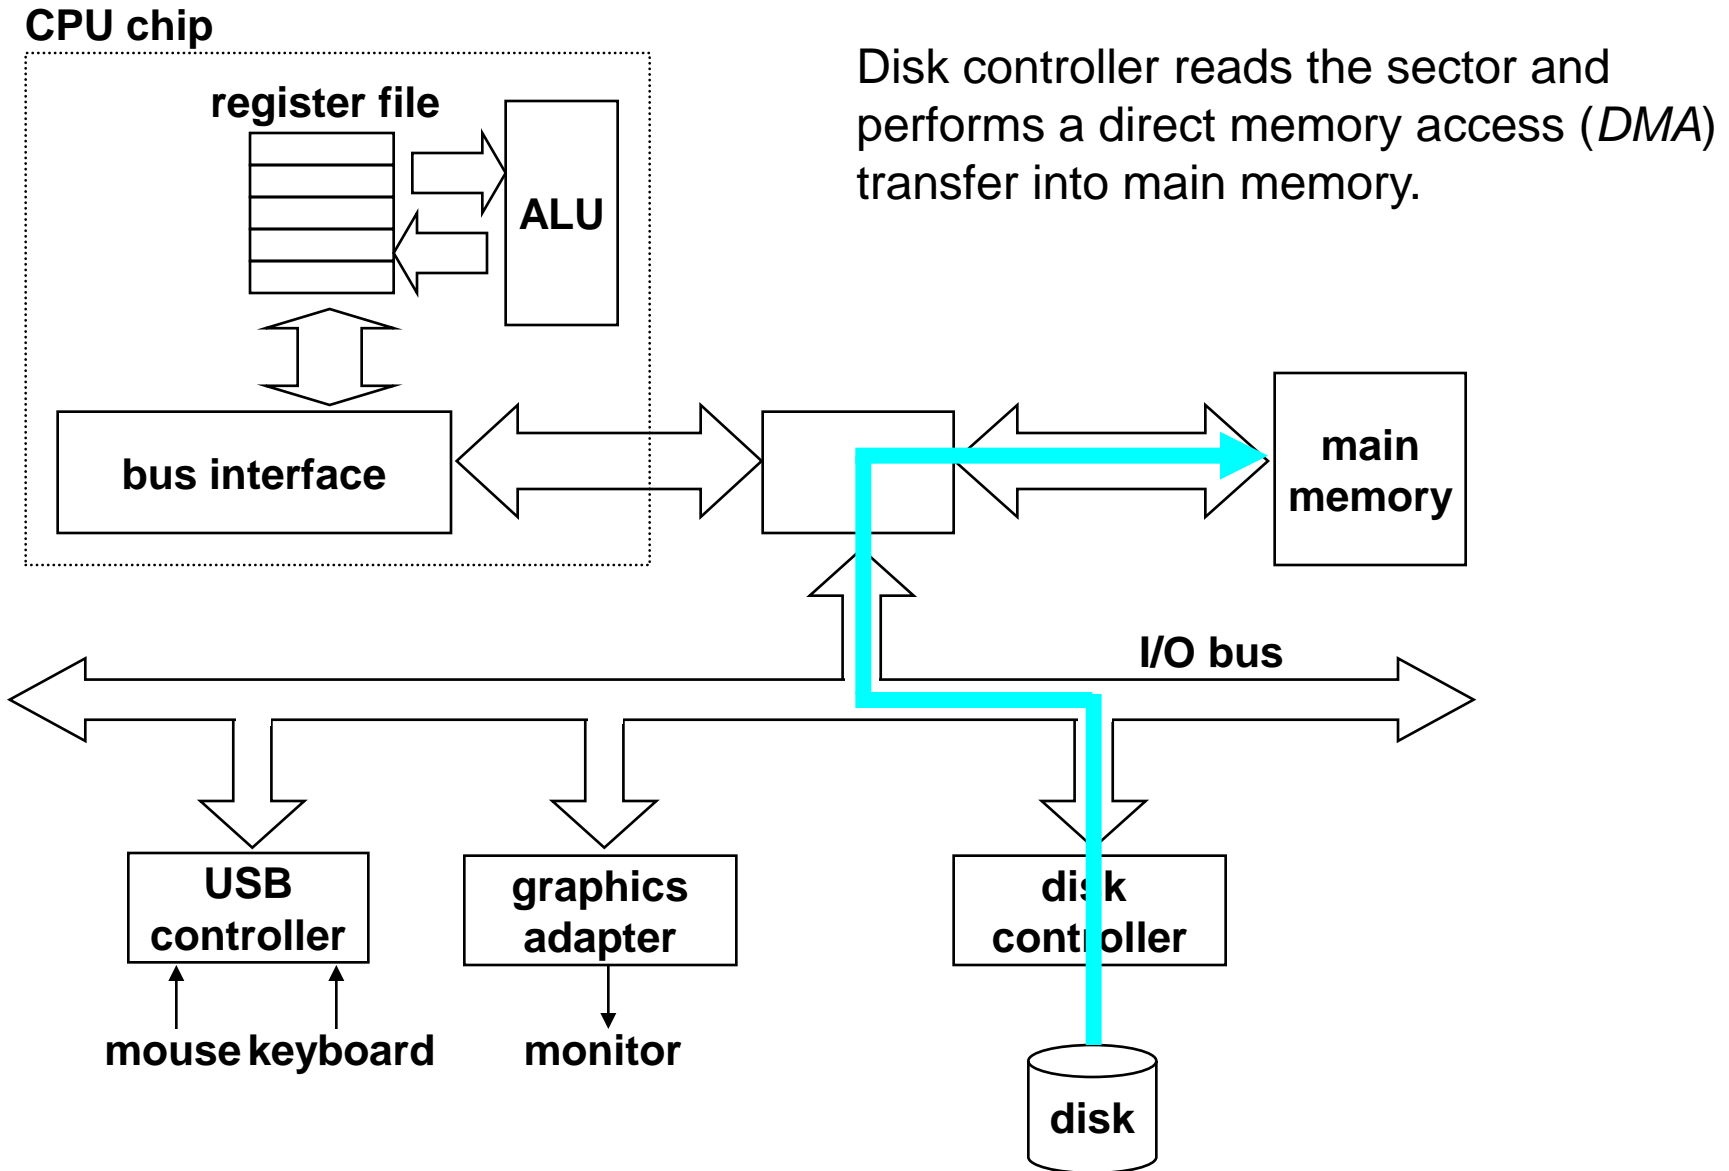 CPU chip
Disk controller reads the sector and
performs a direct memory access (DMA)
transfer into main memory.
register file
ALU
bus interface
main
memory
I/O bus
USB
controller
graphics
adapter
disk
controller
mouse keyboard
monitor
disk